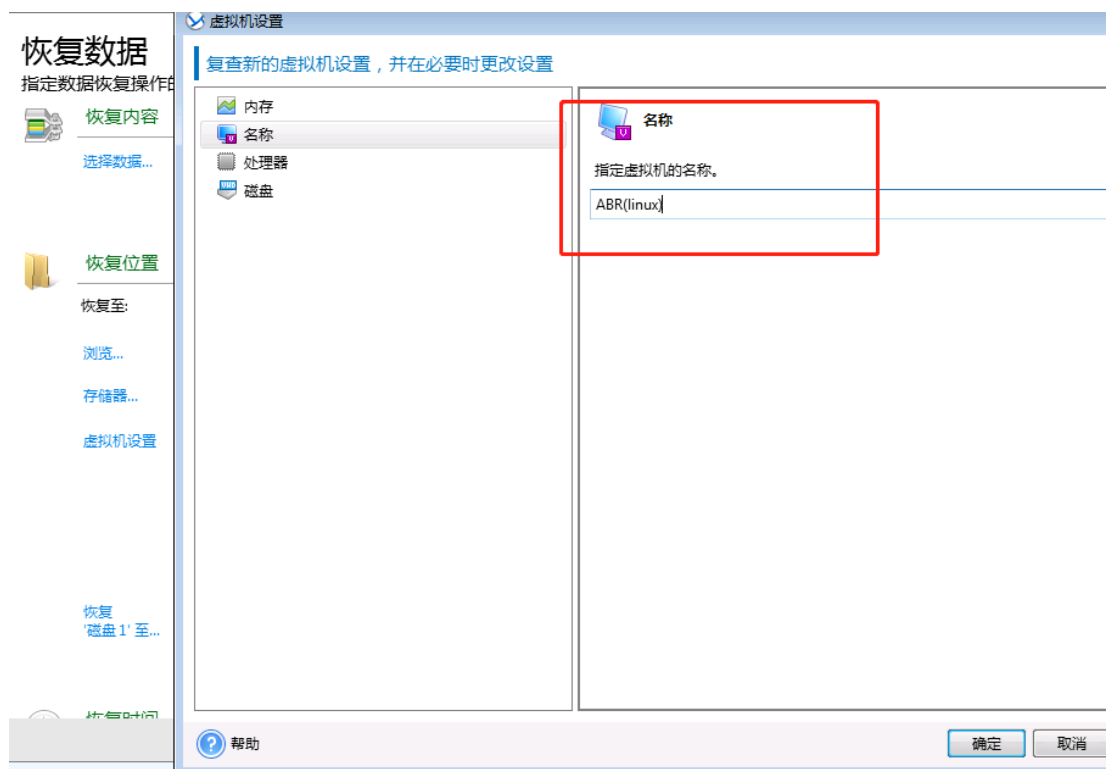 虚拟机设置
恢复数据
指定数据恢复操作的
恢复内容
选择数据...
恢复位置
恢复至:
浏览...
存储器...
虚拟机设置
恢复
'磁盘 1' 至...
恢复时间
复查新的虚拟机设置，并在必要时更改设置
内存
名称
处理器
磁盘
名称
指定虚拟机的名称。
ABR(linux)
帮助
确定
取消